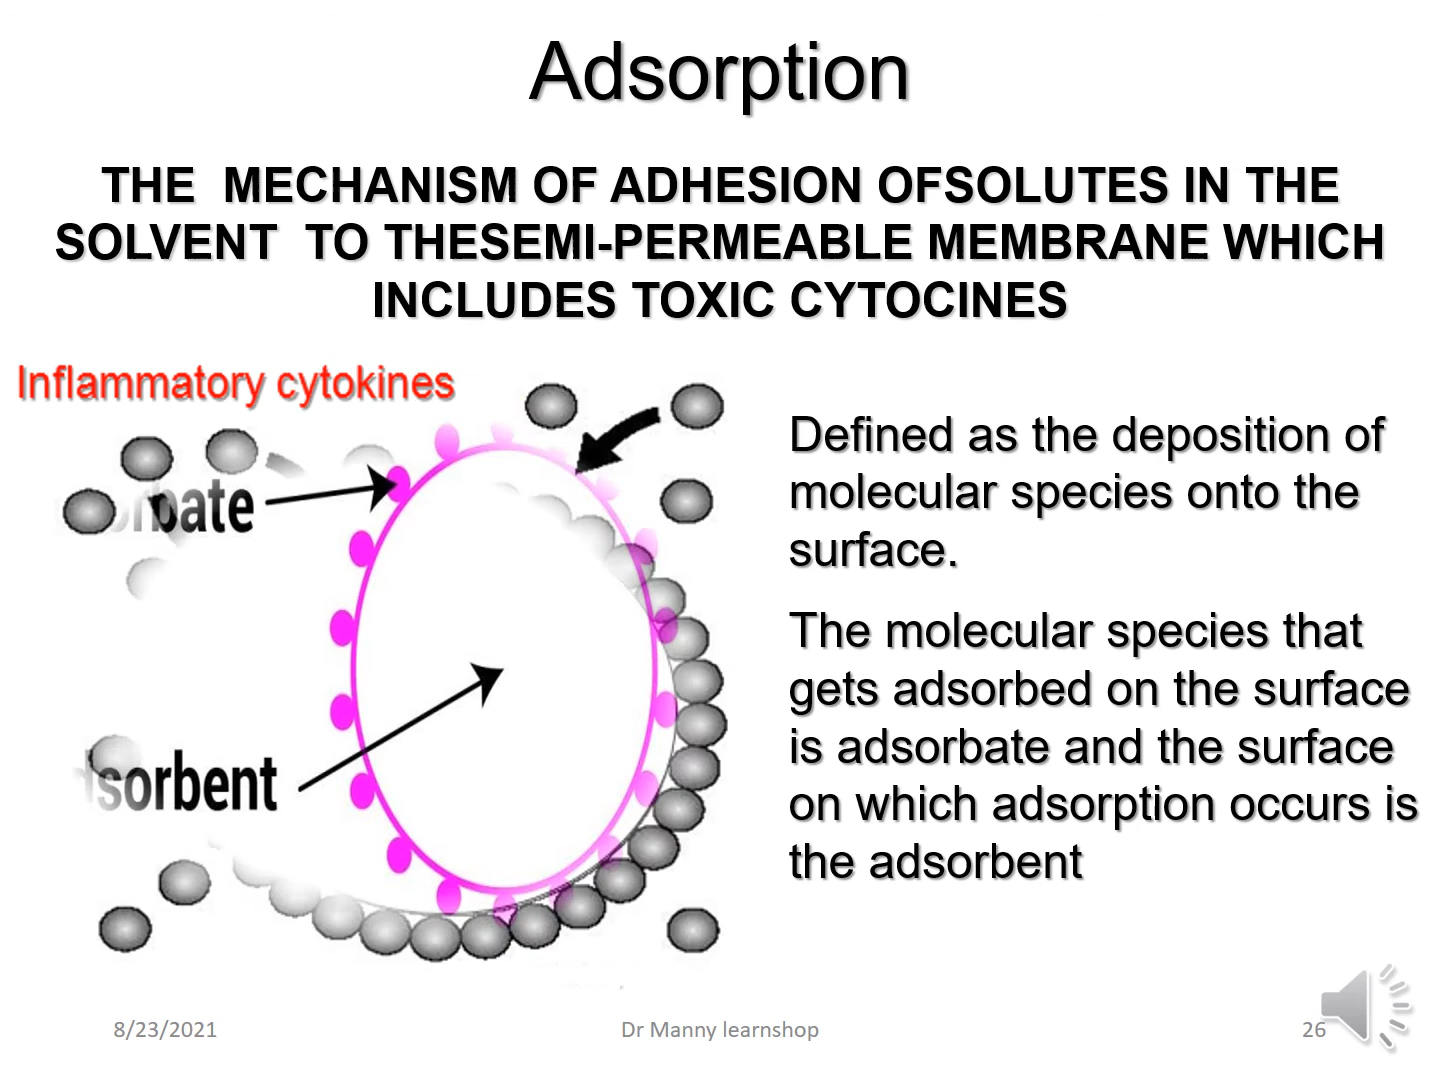 Adsorption
THE MECHANISM OF ADHESION OFSOLUTES IN THE
SOLVENT TO THESEMI-PERMEABLE MEMBRANE WHICH
INCLUDES TOXIC CYTOCINES
Inflammatory cytokines
Defined as the deposition of
molecular species onto the
surface.
The molecular species that
gets adsorbed on the surface
is adsorbate and the surface
on which adsorption occurs is
the adsorbent
8/23/2021
Dr Manny learnshop
26